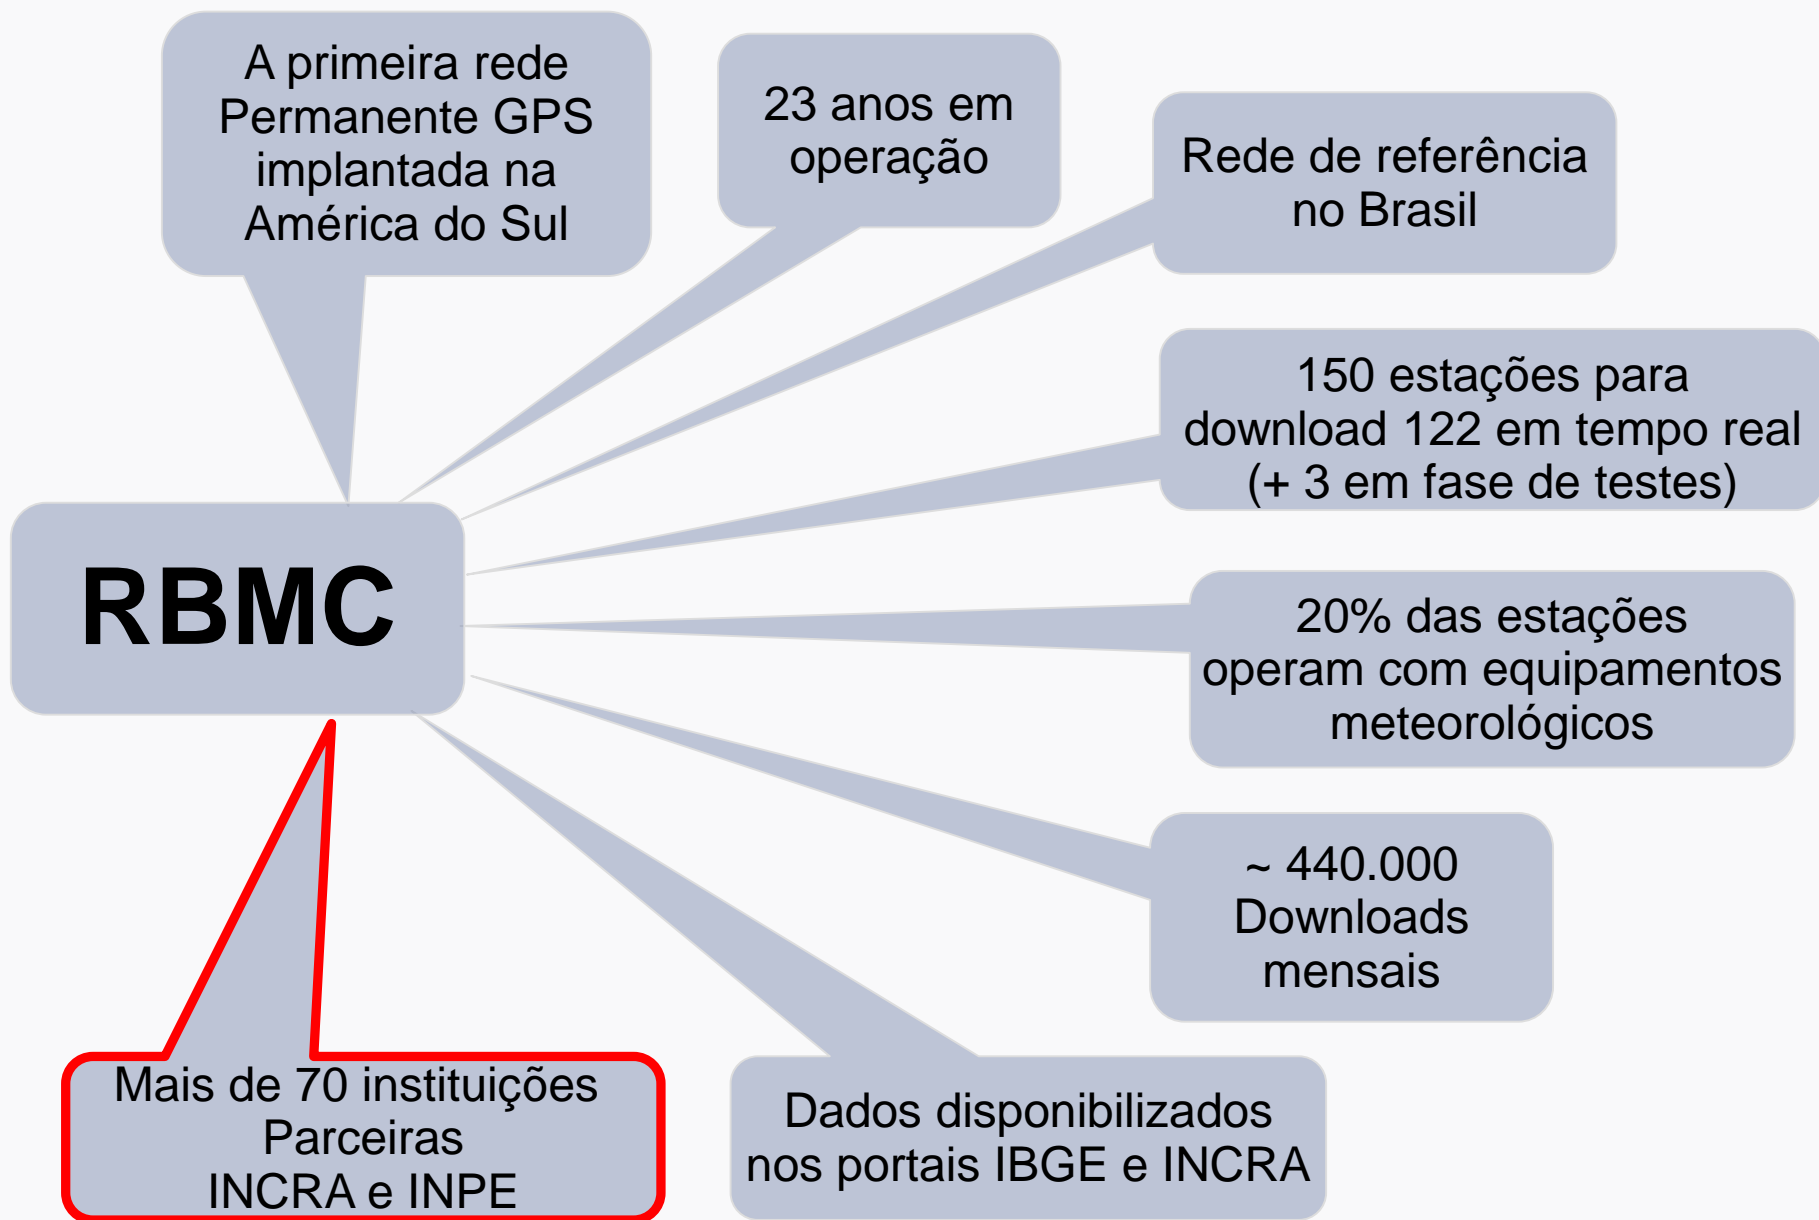 A primeira rede
Permanente GPS
implantada na
América do Sul
23 anos em
operação
Rede de referência
no Brasil
150 estações para
download 122 em tempo real
(+ 3 em fase de testes)
RBMC
20% das estações
operam com equipamentos
meteorológicos
~ 440.000
Downloads
mensais
Mais de 70 instituições
Parceiras
INCRA e INPE
Dados disponibilizados
nos portais IBGE e INCRA